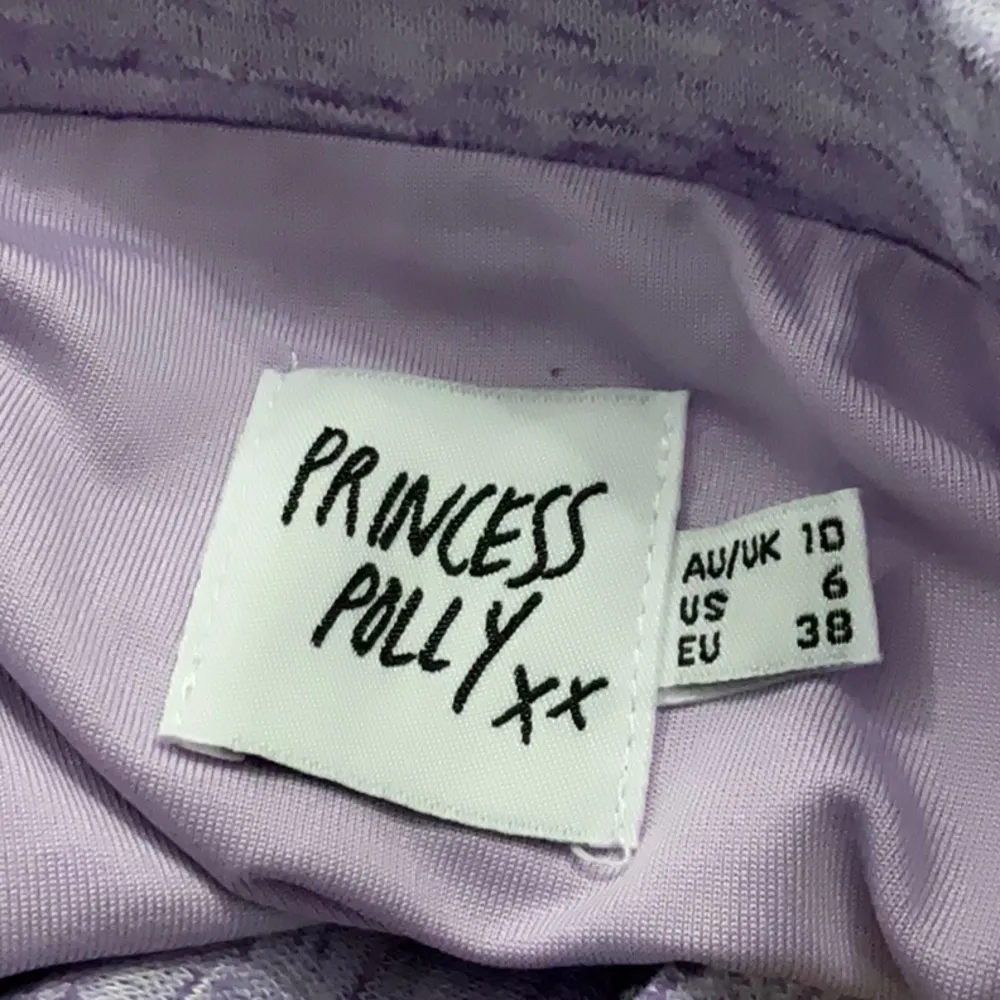 PRINCESS
POLLY
xx
AU/UK 10
US 6
EU 38